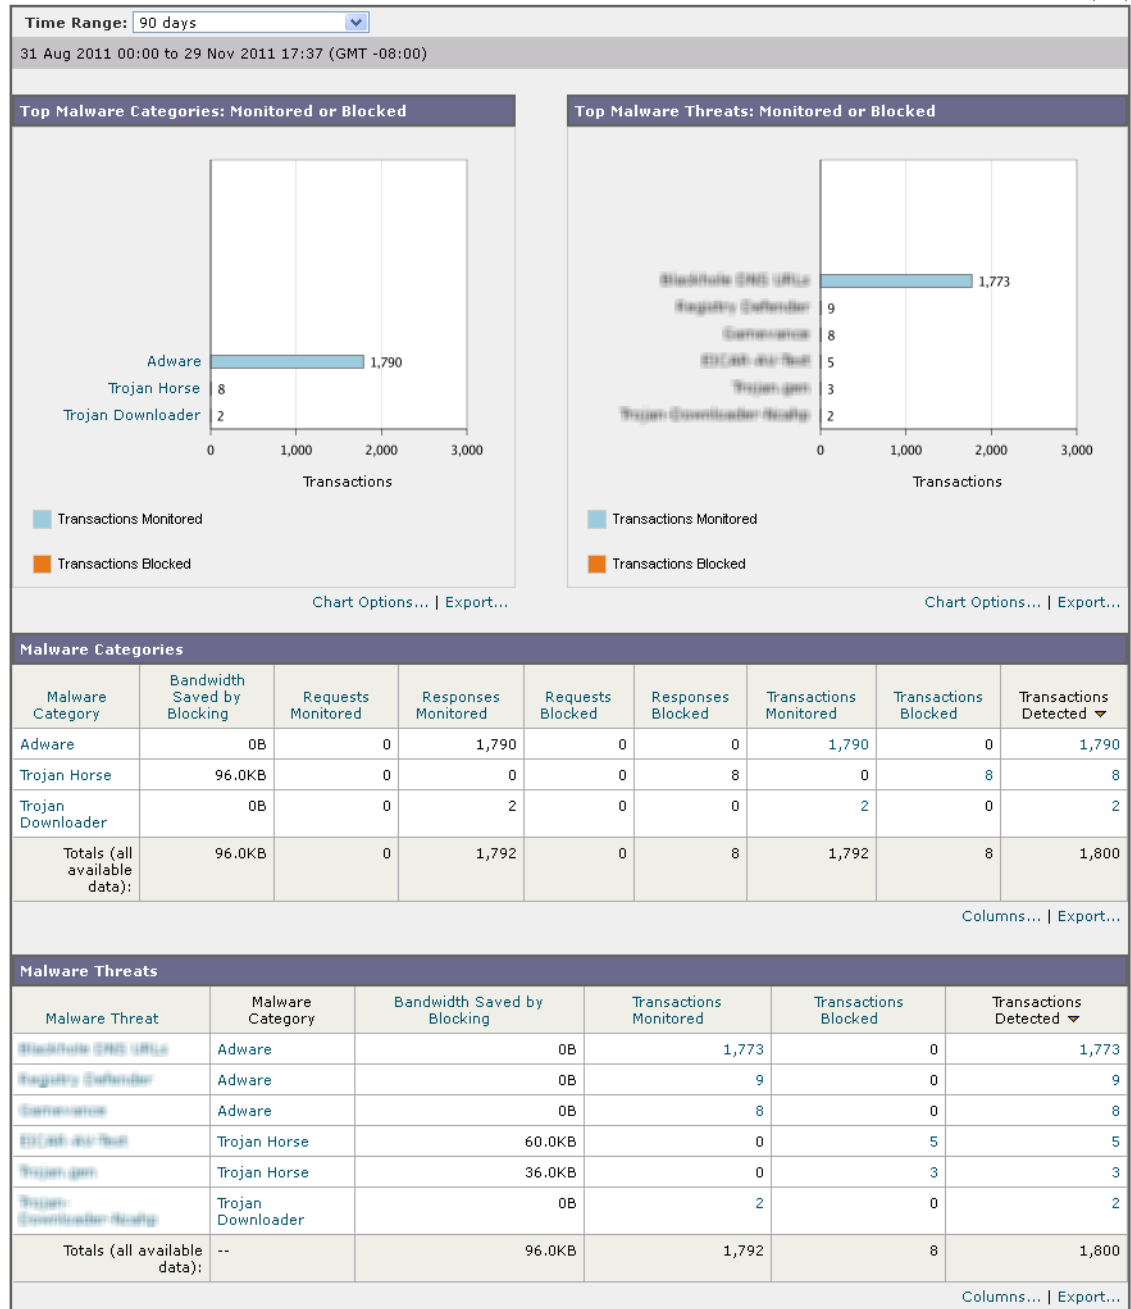 Time Range: 90 days
31 Aug 2011 00:00 to 29 Nov 2011 17:37 (GMT -08:00)
Top Malware Categories: Monitored or Blocked
Adware 1,790
Trojan Horse 8
Trojan Downloader 2
0 1,000 2,000 3,000
Transactions
Transactions Monitored
Transactions Blocked
Chart Options... | Export...
Top Malware Threats: Monitored or Blocked
1,773
9
8
5
3
2
0 1,000 2,000 3,000
Transactions
Transactions Monitored
Transactions Blocked
Chart Options... | Export...
Malware Categories
Malware Category Bandwidth Saved by Blocking Requests Monitored Responses Monitored Requests Blocked Responses Blocked Transactions Monitored Transactions Blocked Transactions Detected
Adware 0B 0 1,790 0 0 1,790 0 1,790
Trojan Horse 96.0KB 0 0 0 8 0 8 8
Trojan Downloader 0B 0 2 0 0 2 0 2
Totals (all available data): 96.0KB 0 1,792 0 8 1,792 8 1,800
Columns... | Export...
Malware Threats
Malware Threat Malware Category Bandwidth Saved by Blocking Transactions Monitored Transactions Blocked Transactions Detected
Adware 0B 1,773 0 1,773
Adware 0B 9 0 9
Adware 0B 8 0 8
Trojan Horse 60.0KB 0 5 5
Trojan Horse 36.0KB 0 3 3
Trojan Downloader 0B 2 0 2
Totals (all available data): -- 96.0KB 1,792 8 1,800
Columns... | Export...